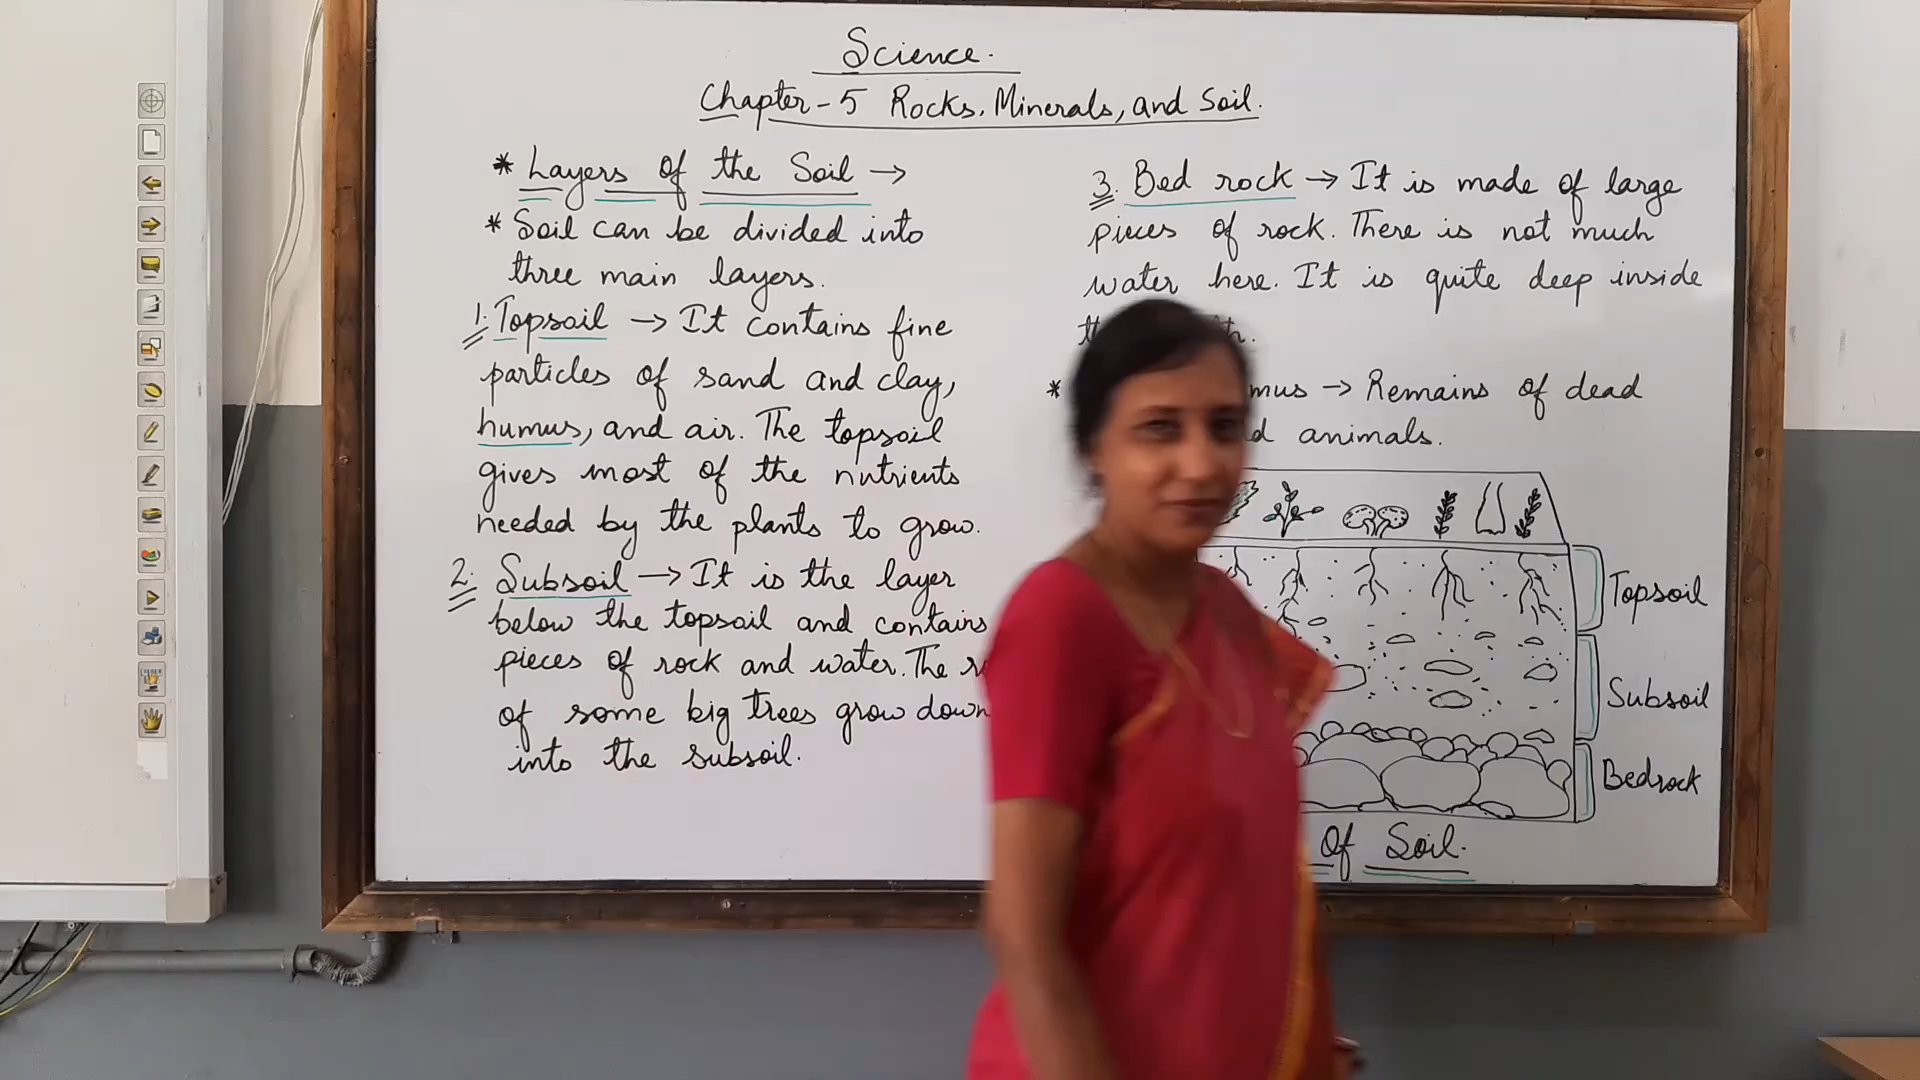 Science.
Chapter-5 Rocks, Minerals, and Soil.
* Layers of the Soil →
* Soil can be divided into
three main layers.
1. Topsoil → It contains fine
particles of sand and clay,
humus, and air. The topsoil
gives most of the nutrients
needed by the plants to grow.
2. Subsoil → It is the layer
below the topsoil and contains
pieces of rock and water. The
of some big trees grow down
into the subsoil.
3. Bed rock → It is made of large
pieces of rock. There is not much
water here. It is quite deep inside
* → Remains of dead
animals.
Topsoil
Subsoil
Bedrock
Of Soil.